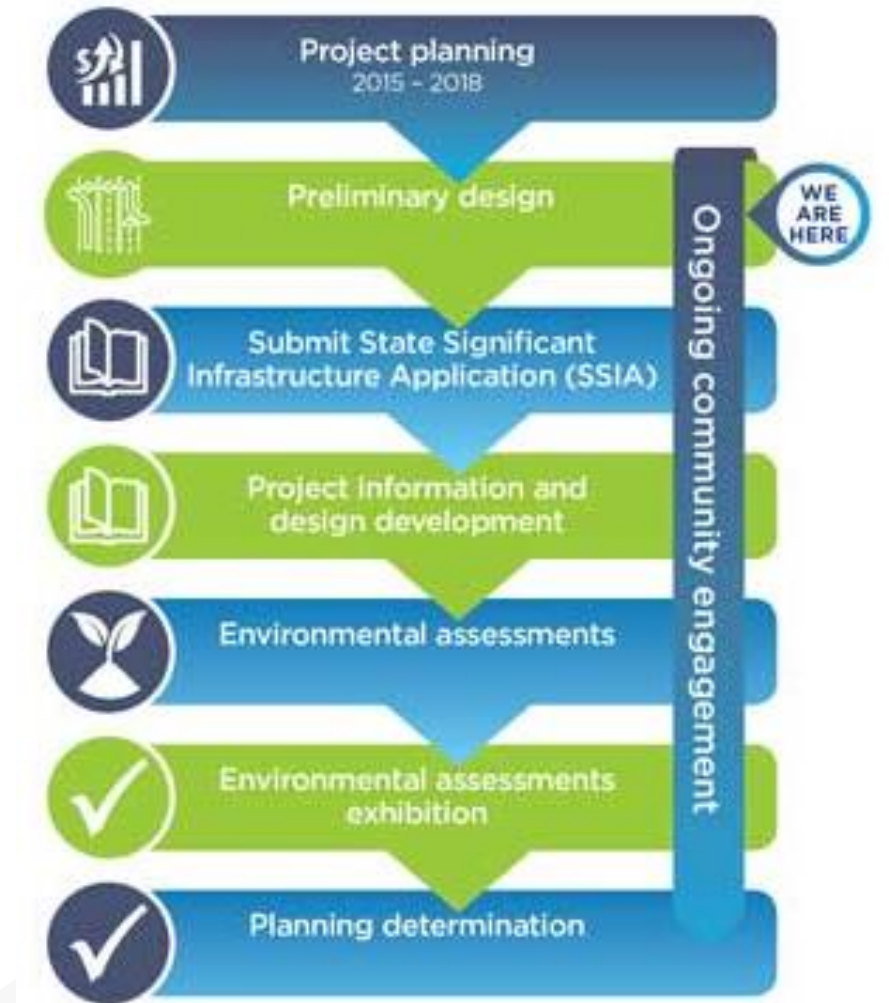 Project planning
2015 – 2018
Preliminary design
WE
ARE
HERE
Submit State Significant
Infrastructure Application (SSIA)
Project information and
design development
Environmental assessments
Environmental assessments
exhibition
Planning determination
Ongoing community engagement
$